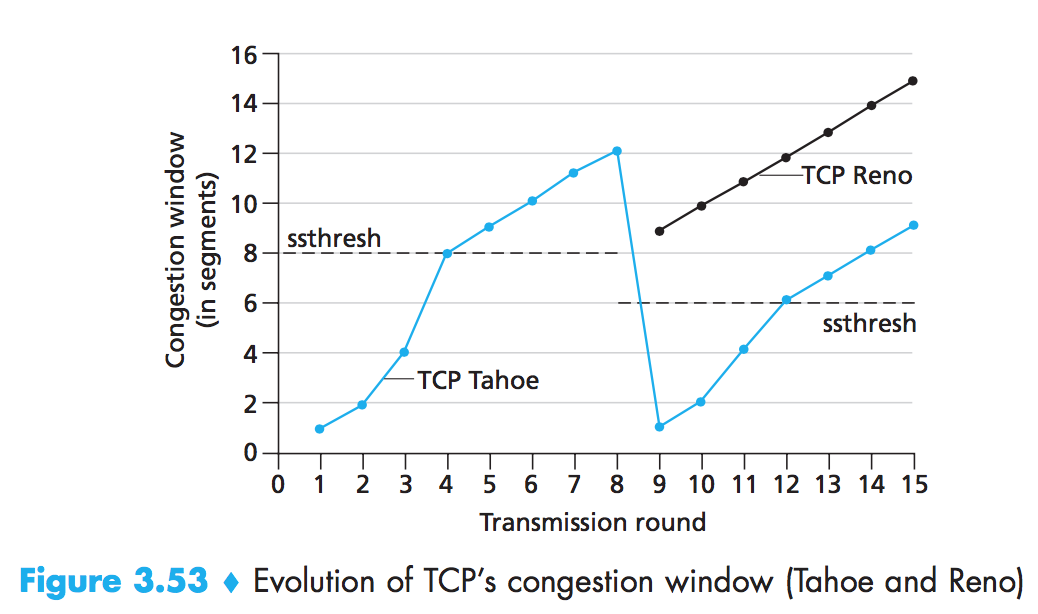 16
14
12
10
8
6
4
2
0
Congestion window
(in segments)
ssthresh
TCP Reno
ssthresh
TCP Tahoe
0 1 2 3 4 5 6 7 8 9 10 11 12 13 14 15
Transmission round
Figure 3.53 ♦ Evolution of TCP's congestion window (Tahoe and Reno)